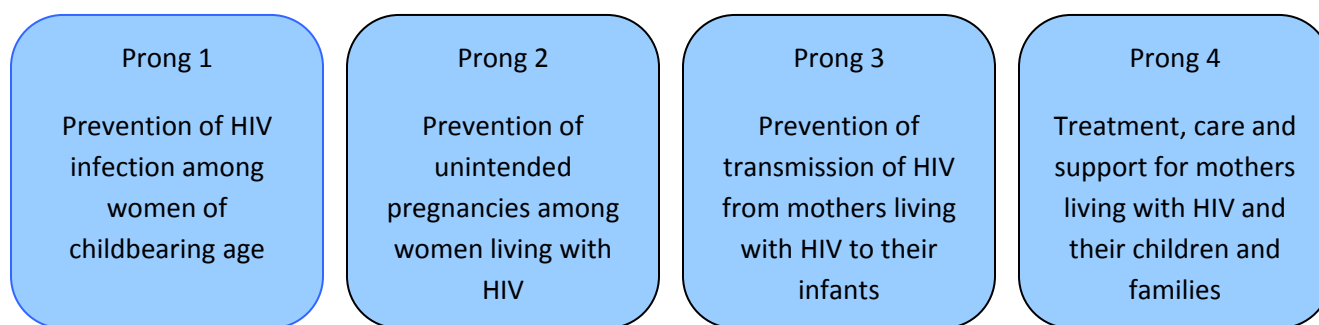 Prong 1
Prevention of HIV
infection among
women of
childbearing age
Prong 2
Prevention of
unintended
pregnancies among
women living with
HIV
Prong 3
Prevention of
transmission of HIV
from mothers living
with HIV to their
infants
Prong 4
Treatment, care and
support for mothers
living with HIV and
their children and
families